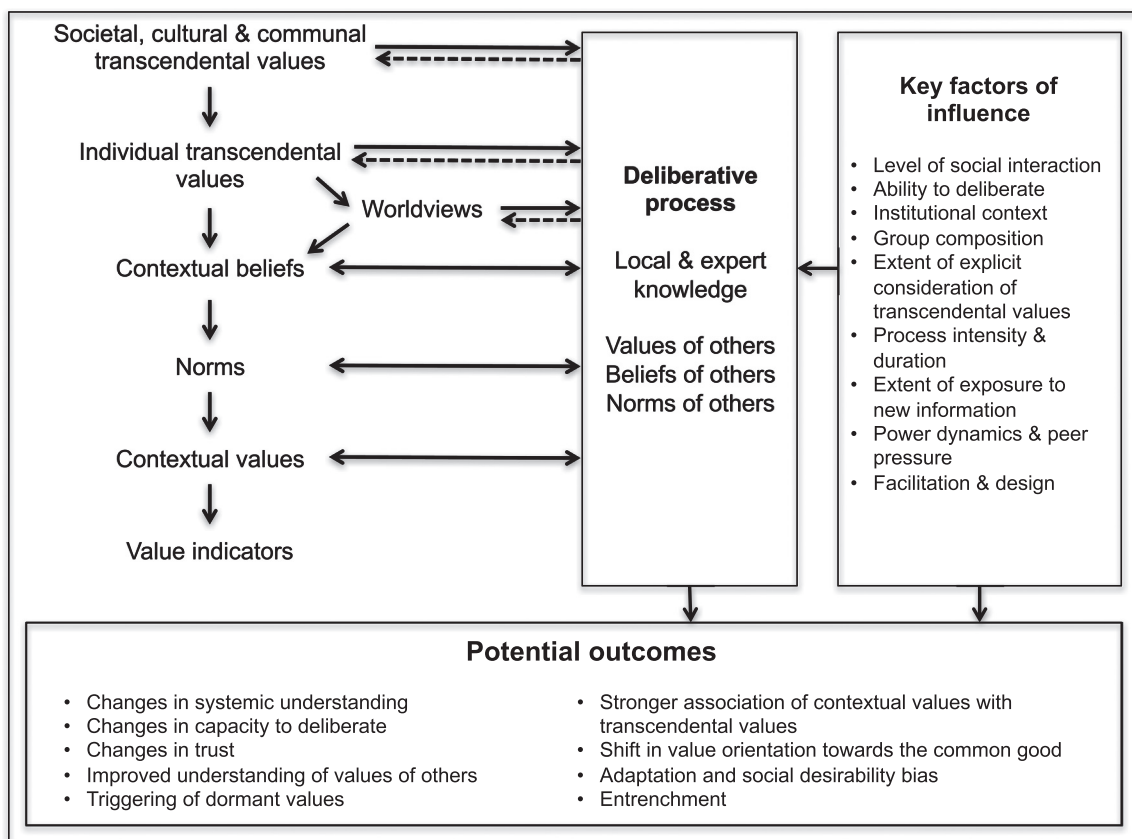 Societal, cultural & communal
transcendental values
Individual transcendental
values
Worldviews
Contextual beliefs
Norms
Contextual values
Value indicators
Deliberative
process
Local & expert
knowledge
Values of others
Beliefs of others
Norms of others
Key factors of
influence
• Level of social interaction
• Ability to deliberate
• Institutional context
• Group composition
• Extent of explicit
consideration of
transcendental values
• Process intensity &
duration
• Extent of exposure to
new information
• Power dynamics & peer
pressure
• Facilitation & design
Potential outcomes
• Changes in systemic understanding
• Changes in capacity to deliberate
• Changes in trust
• Improved understanding of values of others
• Triggering of dormant values
• Stronger association of contextual values with
transcendental values
• Shift in value orientation towards the common good
• Adaptation and social desirability bias
• Entrenchment